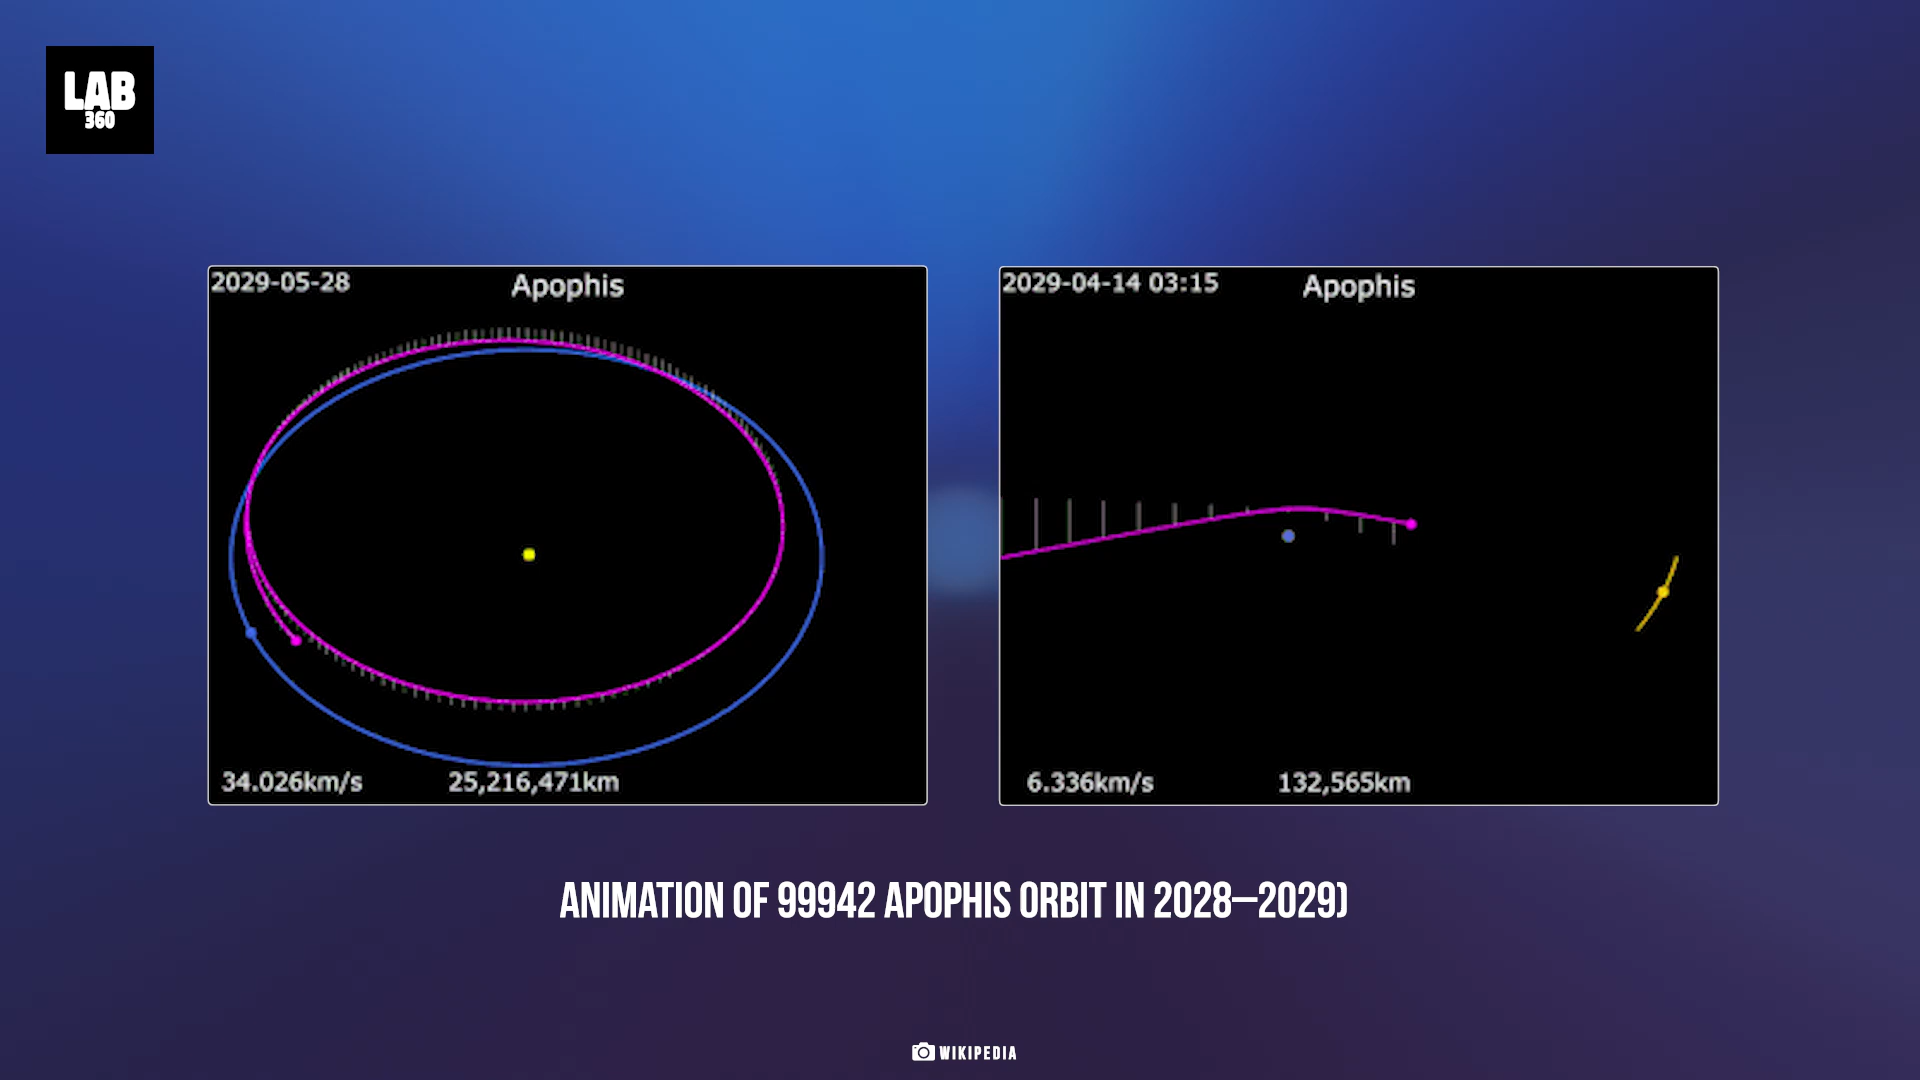 LAB
360
2029-05-28
Apophis
34.026km/s
25,216,471km
2029-04-14 03:15
Apophis
6.336km/s
132,565km
ANIMATION OF 99942 APOPHIS ORBIT IN 2028–2029)
WIKIPEDIA